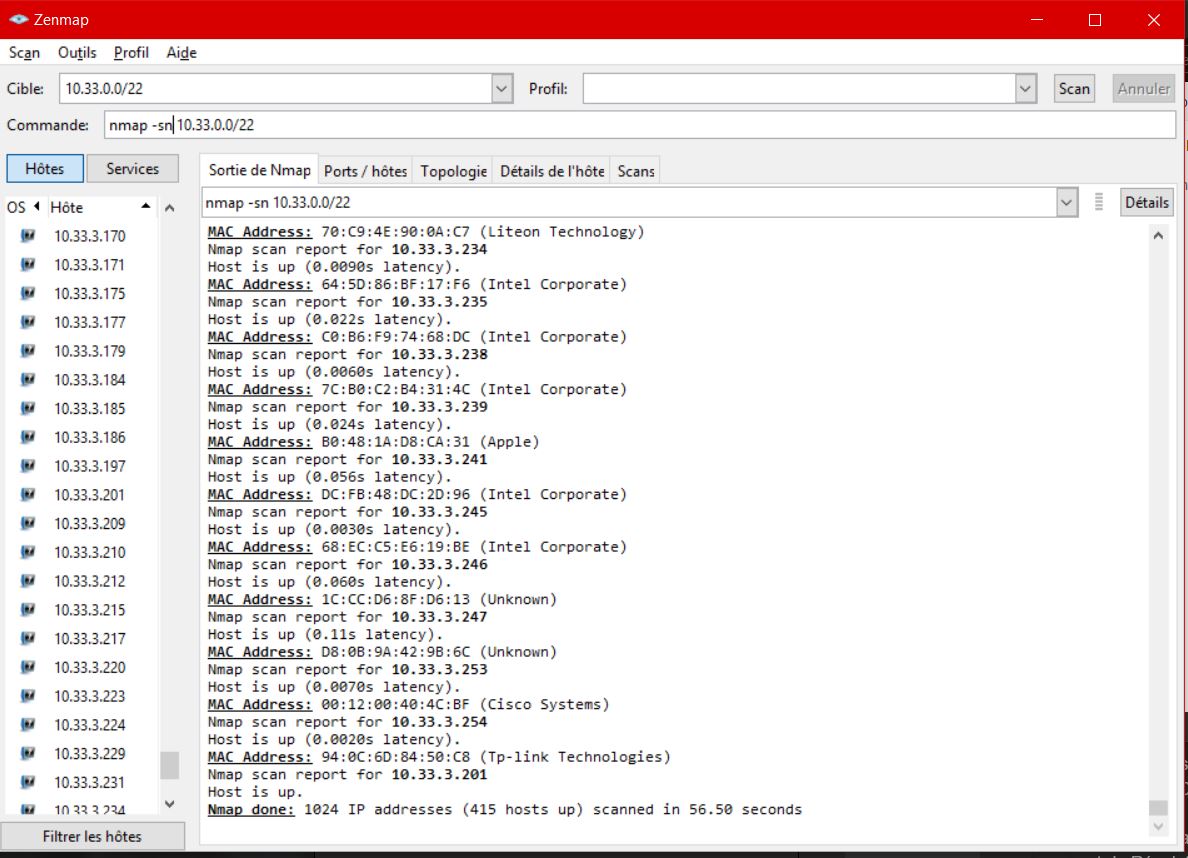 Zenmap
Scan Outils Profil Aide
Cible: 10.33.0.0/22 Profil: Scan Annuler
Commande: nmap -sn 10.33.0.0/22
Hôtes Services
Sortie de Nmap Ports / hôtes Topologie Détails de l'hôte Scans
OS Hôte
nmap -sn 10.33.0.0/22 Détails
10.33.3.170
10.33.3.171
10.33.3.175
10.33.3.177
10.33.3.179
10.33.3.184
10.33.3.185
10.33.3.186
10.33.3.197
10.33.3.201
10.33.3.209
10.33.3.210
10.33.3.212
10.33.3.215
10.33.3.217
10.33.3.220
10.33.3.223
10.33.3.224
10.33.3.229
10.33.3.231
10.33.3.234
Filtrer les hôtes
MAC Address: 70:C9:4E:90:0A:C7 (Liteon Technology)
Nmap scan report for 10.33.3.234
Host is up (0.0090s latency).
MAC Address: 64:5D:86:BF:17:F6 (Intel Corporate)
Nmap scan report for 10.33.3.235
Host is up (0.022s latency).
MAC Address: C0:B6:F9:74:68:DC (Intel Corporate)
Nmap scan report for 10.33.3.238
Host is up (0.0060s latency).
MAC Address: 7C:B0:C2:B4:31:4C (Intel Corporate)
Nmap scan report for 10.33.3.239
Host is up (0.024s latency).
MAC Address: B0:48:1A:D8:CA:31 (Apple)
Nmap scan report for 10.33.3.241
Host is up (0.056s latency).
MAC Address: DC:FB:48:DC:2D:96 (Intel Corporate)
Nmap scan report for 10.33.3.245
Host is up (0.0030s latency).
MAC Address: 68:EC:C5:E6:19:BE (Intel Corporate)
Nmap scan report for 10.33.3.246
Host is up (0.060s latency).
MAC Address: 1C:CC:D6:8F:D6:13 (Unknown)
Nmap scan report for 10.33.3.247
Host is up (0.11s latency).
MAC Address: D8:0B:9A:42:9B:6C (Unknown)
Nmap scan report for 10.33.3.253
Host is up (0.0070s latency).
MAC Address: 00:12:00:40:4C:BF (Cisco Systems)
Nmap scan report for 10.33.3.254
Host is up (0.0020s latency).
MAC Address: 94:0C:6D:84:50:C8 (Tp-link Technologies)
Nmap scan report for 10.33.3.201
Host is up.
Nmap done: 1024 IP addresses (415 hosts up) scanned in 56.50 seconds